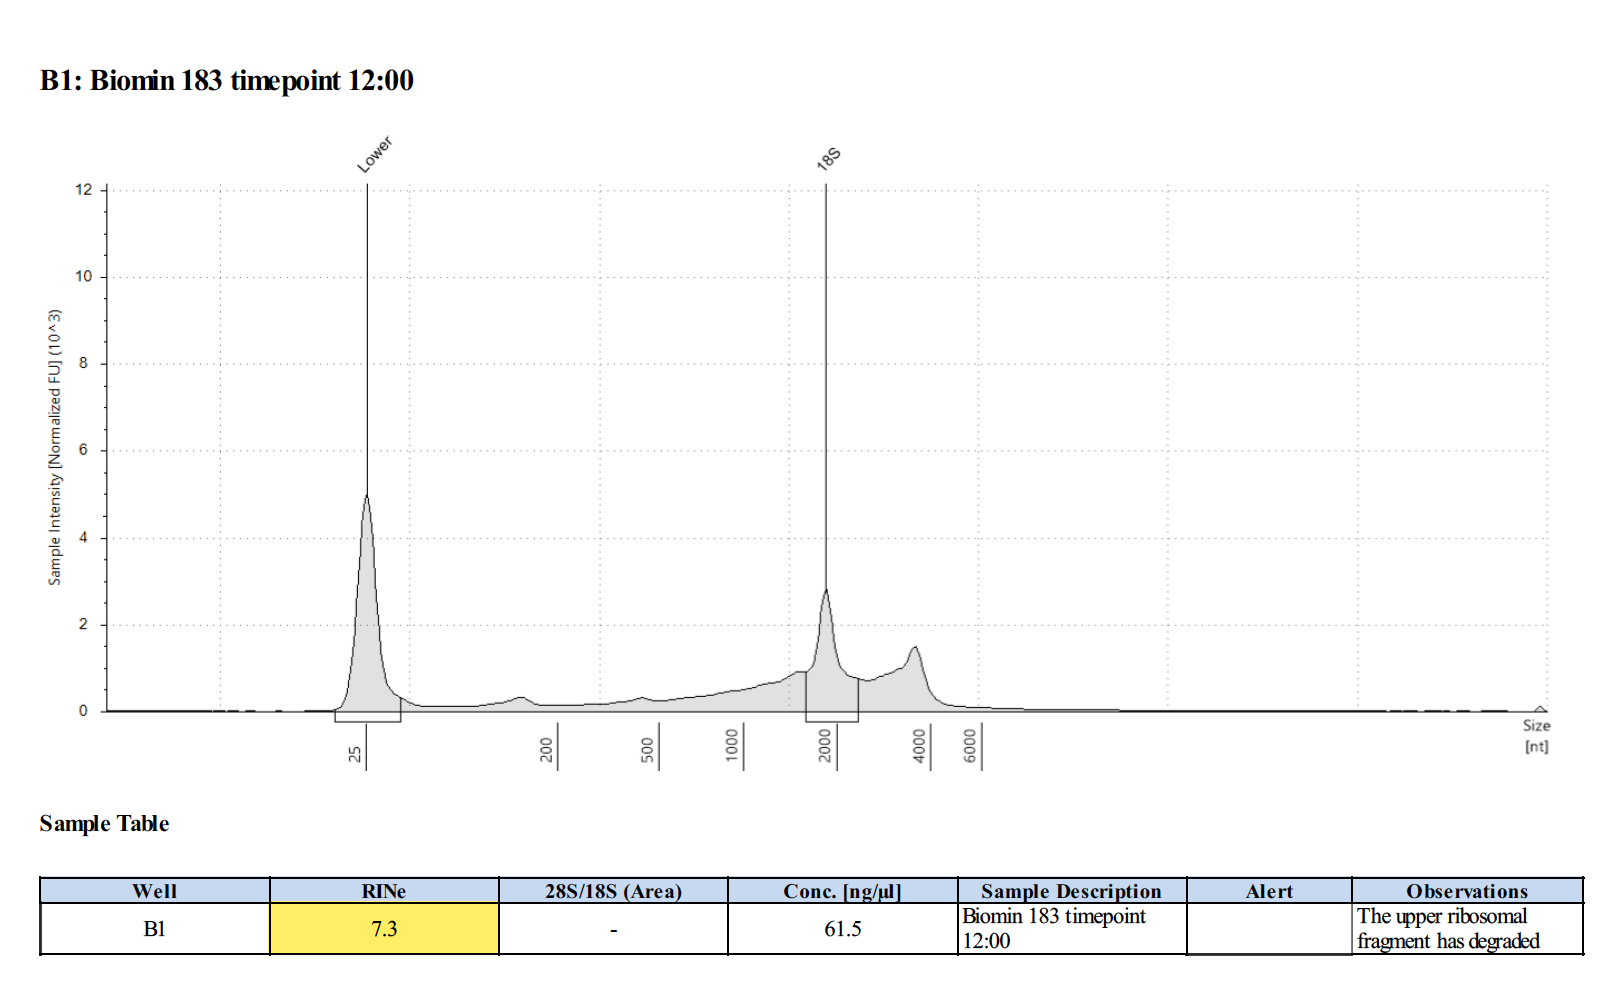 B1: Biomin 183 timepoint 12:00
Lower
18S
12
10
8
6
4
2
0
Sample Intensity [Normalized FU] (10^3)
25
200
500
1000
2000
4000
6000
Size
[nt]
Sample Table
Well RINe 28S/18S (Area) Conc. [ng/µl] Sample Description Alert Observations
B1 7.3 - 61.5 Biomin 183 timepoint The upper ribosomal
12:00 fragment has degraded